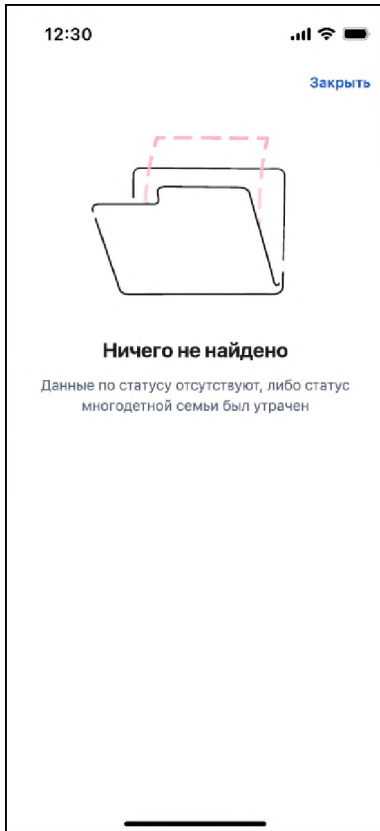 12:30
Закрыть
Ничего не найдено
Данные по статусу отсутствуют, либо статус
многодетной семьи был утрачен